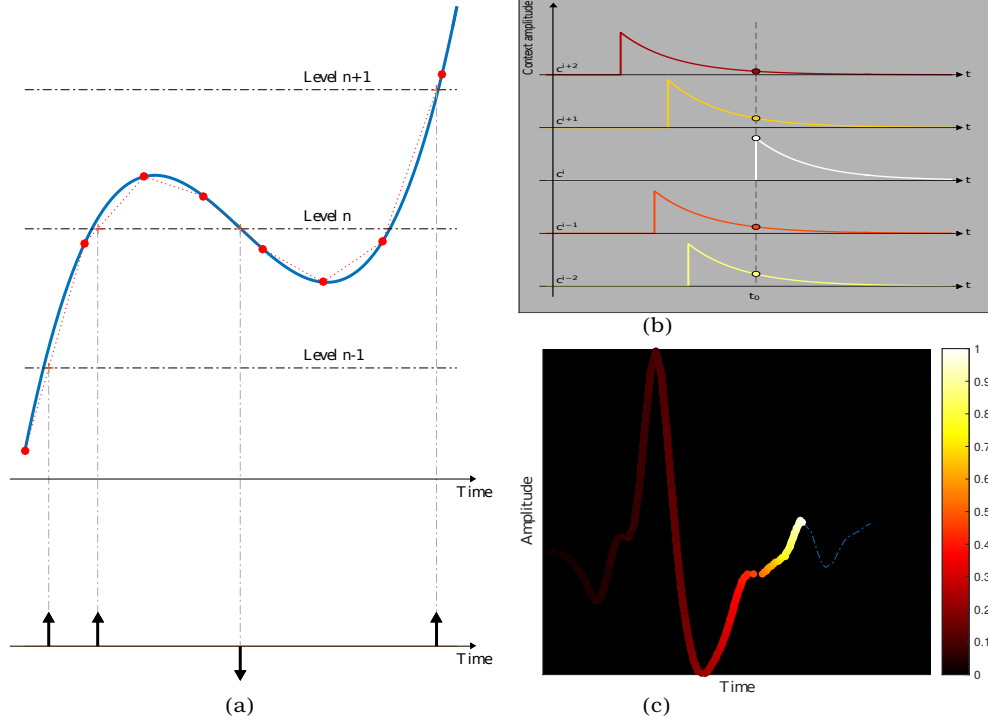 Level n+1
Level n
Level n-1
Time
Time
(a)
Context amplitude
c^{i+2}
t
c^{i+1}
t
c^{i}
t
c^{i-1}
t
c^{i-2}
t
t₀
(b)
Amplitude
Time
1
0.9
0.8
0.7
0.6
0.5
0.4
0.3
0.2
0.1
0
(c)